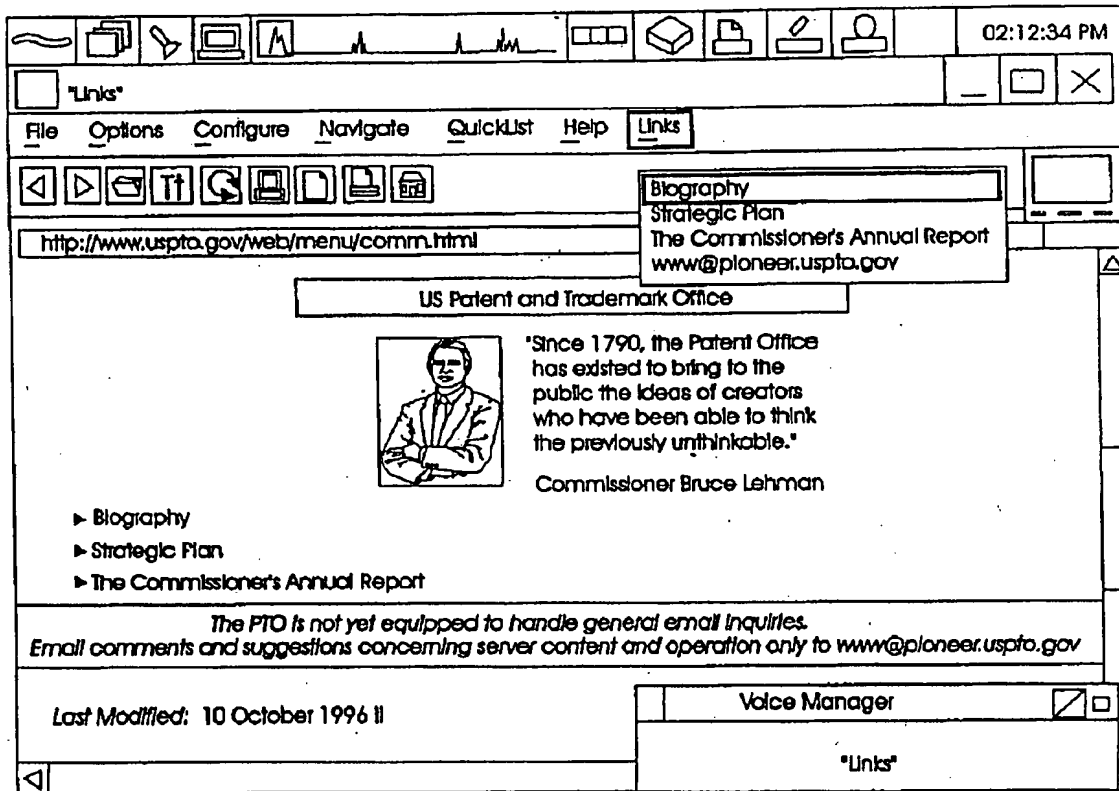 02:12:34 PM
"Links"
File Options Configure Navigate QuickList Help Links
T†
Biography
Strategic Plan
The Commissioner's Annual Report
www@pioneer.uspto.gov
http://www.uspto.gov/web/menu/comm.html
US Patent and Trademark Office
"Since 1790, the Patent Office
has existed to bring to the
public the ideas of creators
who have been able to think
the previously unthinkable."
Commissioner Bruce Lehman
Biography
Strategic Plan
The Commissioner's Annual Report
The PTO is not yet equipped to handle general email inquiries.
Email comments and suggestions concerning server content and operation only to www@pioneer.uspto.gov
Last Modified: 10 October 1996 ll
Voice Manager
"Links"